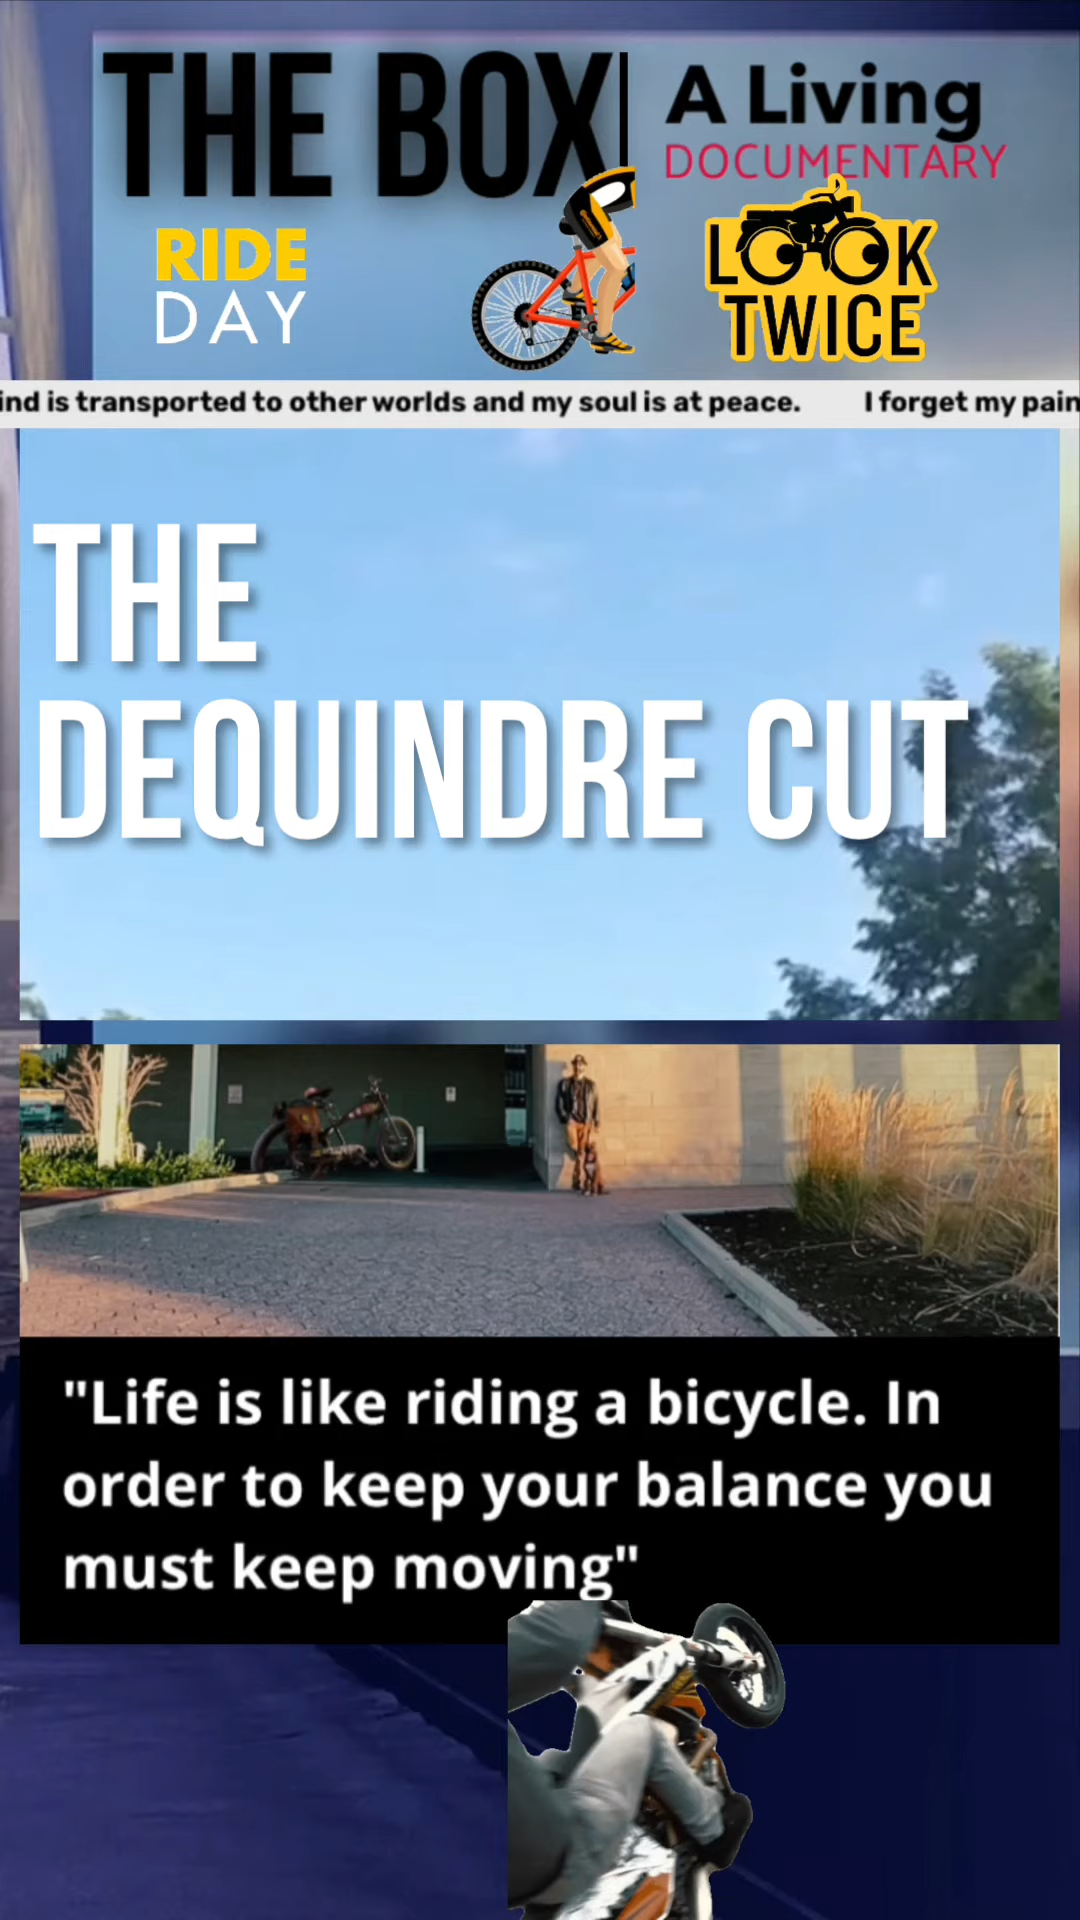 THE BOX
A Living
DOCUMENTARY
RIDE
DAY
LOOK
TWICE
is transported to other worlds and my soul is at peace. I forget my
THE
DEQUINDRE CUT
"Life is like riding a bicycle. In
order to keep your balance you
must keep moving"